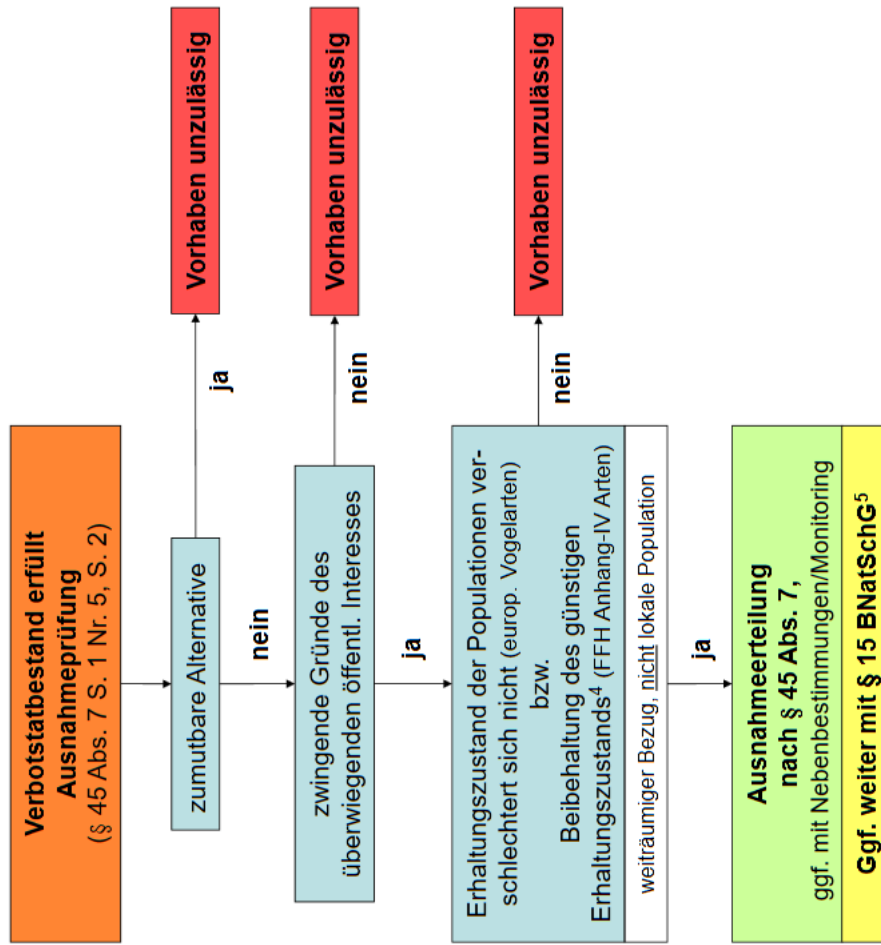 Verbotstatbestand erfüllt
Ausnahmeprüfung
(§ 45 Abs. 7 S. 1 Nr. 5, S. 2)
zumutbare Alternative
ja
Vorhaben unzulässig
nein
zwingende Gründe des
überwiegenden öffentl. Interesses
nein
Vorhaben unzulässig
ja
Erhaltungszustand der Populationen ver-
schlechtert sich nicht (europ. Vogelarten)
bzw.
Beibehaltung des günstigen
Erhaltungszustands⁴ (FFH Anhang-IV Arten)
weiträumiger Bezug, nicht lokale Population
nein
Vorhaben unzulässig
ja
Ausnahmeerteilung
nach § 45 Abs. 7,
ggf. mit Nebenbestimmungen/Monitoring
Ggf. weiter mit § 15 BNatSchG⁵